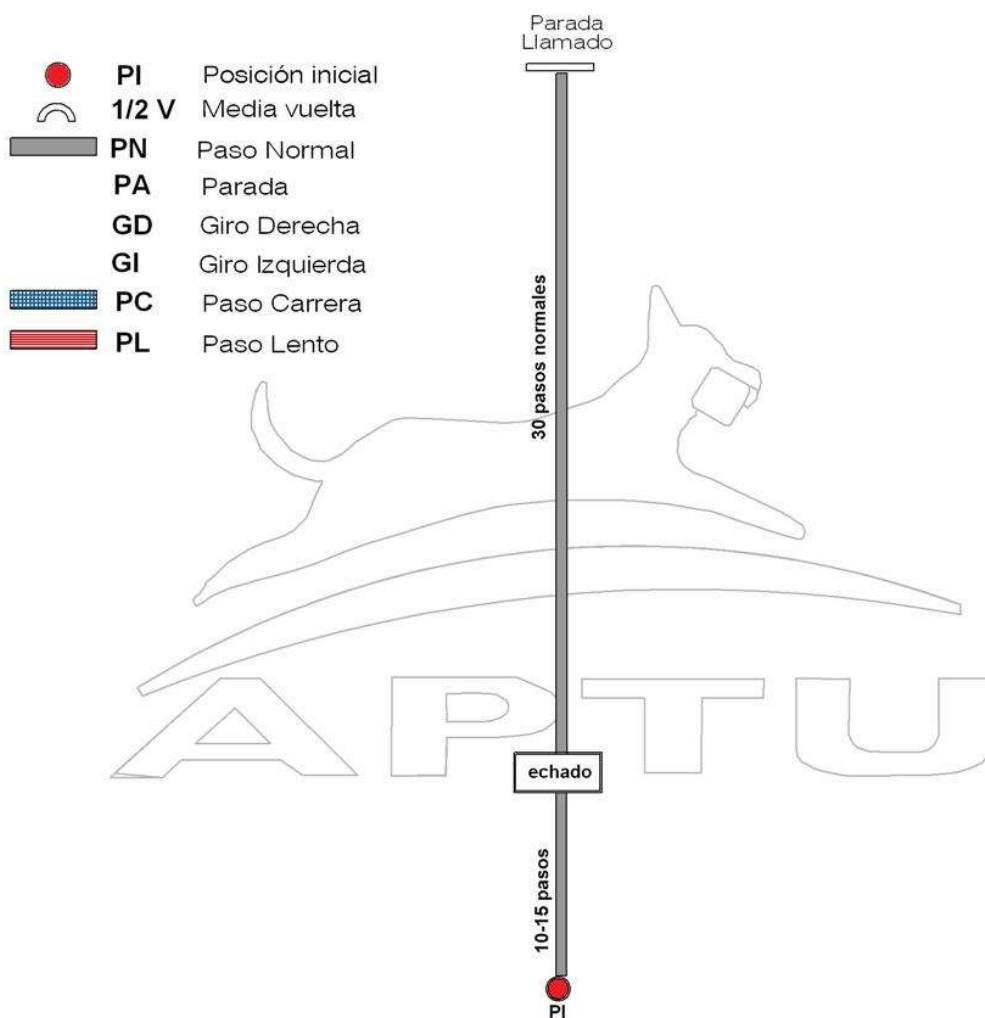 Parada
Llamado
PI Posición inicial
1/2 V Media vuelta
PN Paso Normal
PA Parada
GD Giro Derecha
GI Giro Izquierda
PC Paso Carrera
PL Paso Lento
30 pasos normales
APTU
echado
10-15 pasos
PI